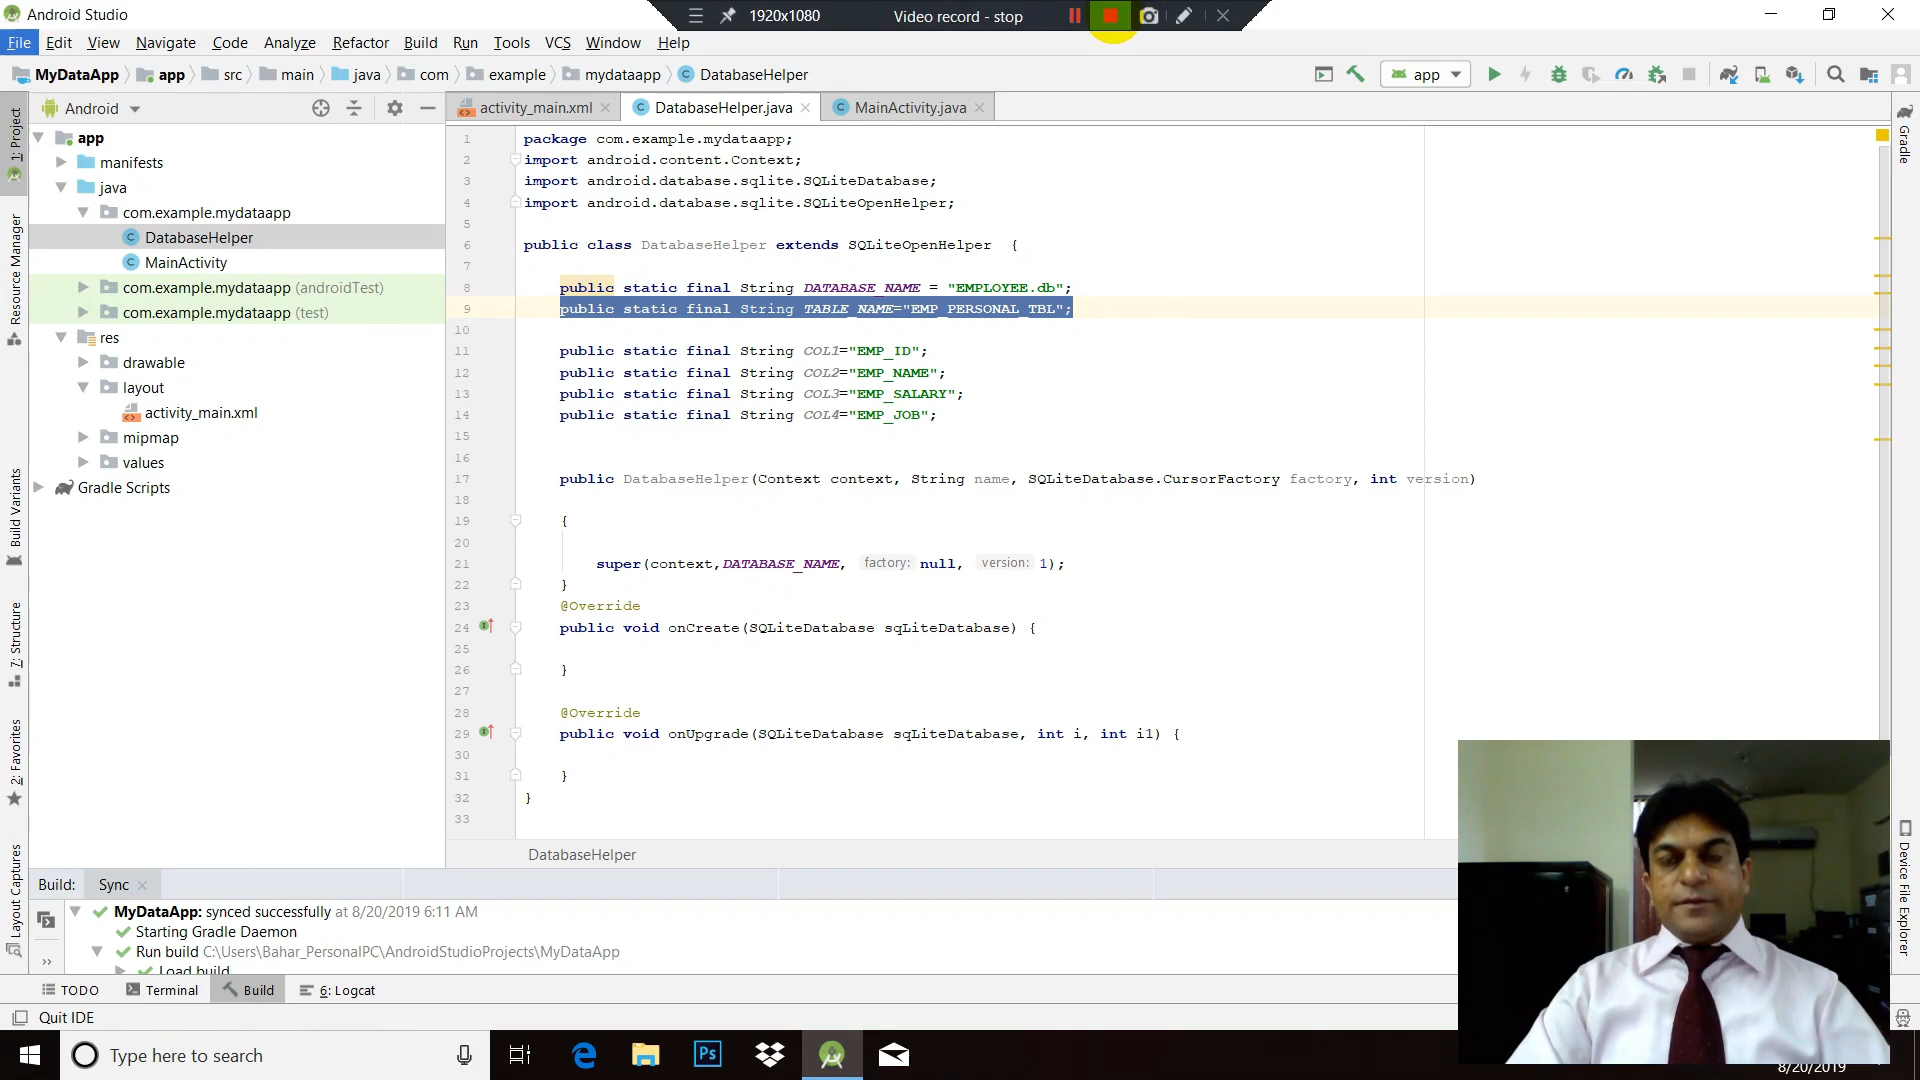 Android Studio
1920x1080
Video record - stop
File Edit View Navigate Code Analyze Refactor Build Run Tools VCS Window Help
MyDataApp app src main java com example mydataapp DatabaseHelper
app
Android
activity_main.xml
DatabaseHelper.java
MainActivity.java
1: Project
Resource Manager
Build Variants
7: Structure
2: Favorites
Layout Captures
app
manifests
java
com.example.mydataapp
DatabaseHelper
MainActivity
com.example.mydataapp (androidTest)
com.example.mydataapp (test)
res
drawable
layout
activity_main.xml
mipmap
values
Gradle Scripts
1 package com.example.mydataapp;
2 import android.content.Context;
3 import android.database.sqlite.SQLiteDatabase;
4 import android.database.sqlite.SQLiteOpenHelper;
5
6 public class DatabaseHelper extends SQLiteOpenHelper {
7
8 public static final String DATABASE_NAME = "EMPLOYEE.db";
9 public static final String TABLE_NAME="EMP_PERSONAL_TBL";
10
11 public static final String COL1="EMP_ID";
12 public static final String COL2="EMP_NAME";
13 public static final String COL3="EMP_SALARY";
14 public static final String COL4="EMP_JOB";
15
16
17 public DatabaseHelper(Context context, String name, SQLiteDatabase.CursorFactory factory, int version)
18
19 {
20
21 super(context,DATABASE_NAME, factory: null, version: 1);
22 }
23 @Override
24 public void onCreate(SQLiteDatabase sqLiteDatabase) {
25
26 }
27
28 @Override
29 public void onUpgrade(SQLiteDatabase sqLiteDatabase, int i, int i1) {
30
31 }
32 }
33
DatabaseHelper
Gradle
Device File Explorer
Build: Sync
MyDataApp: synced successfully at 8/20/2019 6:11 AM
Starting Gradle Daemon
Run build C:\Users\Bahar_PersonalPC\AndroidStudioProjects\MyDataApp
Load build
TODO Terminal Build 6: Logcat
Quit IDE
Type here to search
Ps
8/20/2019